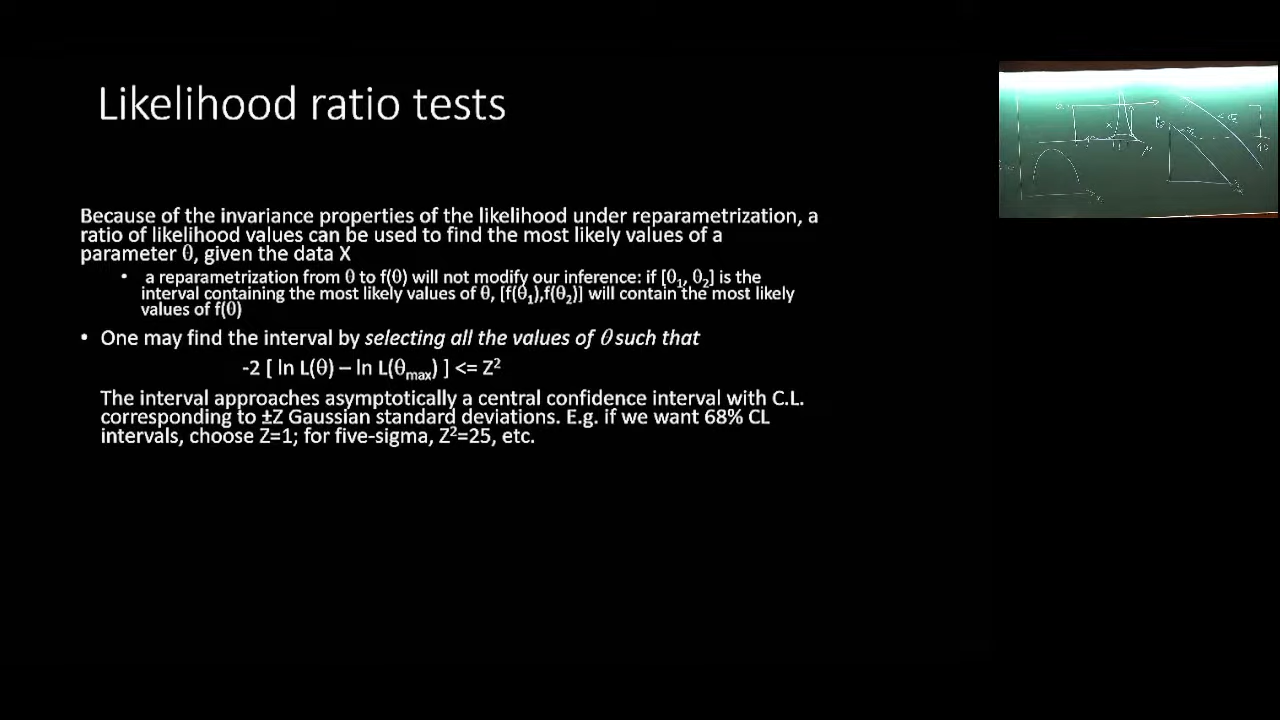 Likelihood ratio tests
Because of the invariance properties of the likelihood under reparametrization, a
ratio of likelihood values can be used to find the most likely values of a
parameter θ, given the data X
• a reparametrization from θ to f(θ) will not modify our inference: if [θ₁, θ₂] is the
interval containing the most likely values of θ, [f(θ₁),f(θ₂)] will contain the most likely
values of f(θ)
• One may find the interval by selecting all the values of θ such that
-2 [ ln L(θ) – ln L(θmax) ] <= Z²
The interval approaches asymptotically a central confidence interval with C.L.
corresponding to ±Z Gaussian standard deviations. E.g. if we want 68% CL
intervals, choose Z=1; for five-sigma, Z²=25, etc.